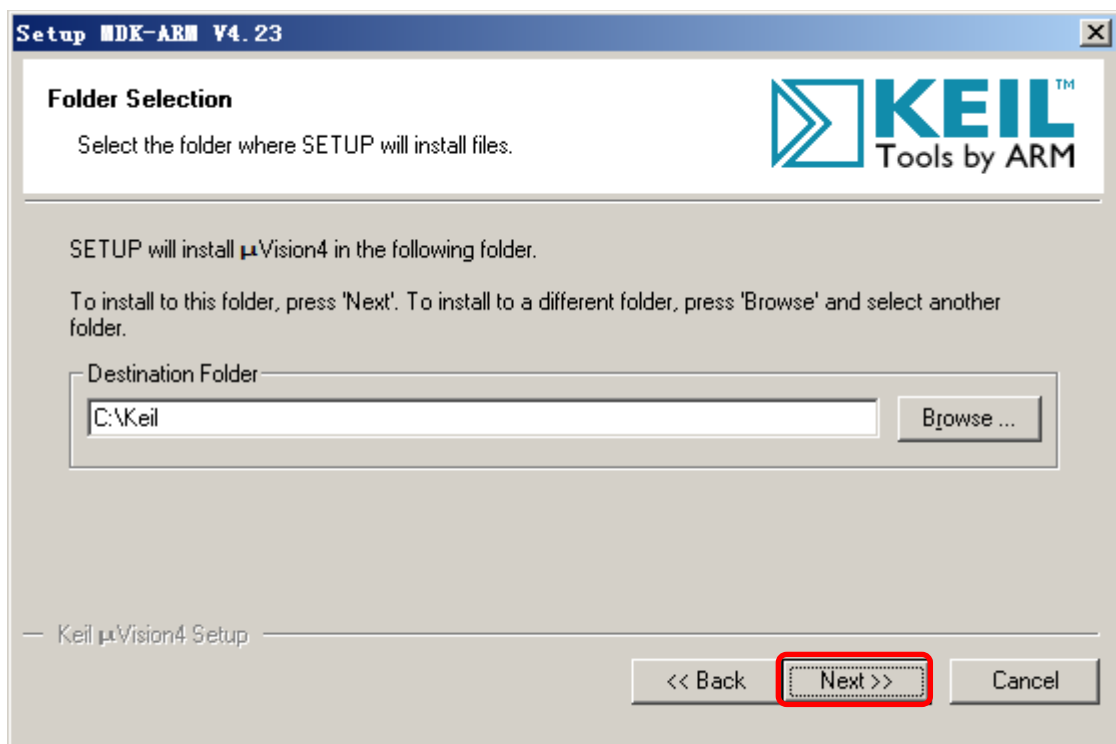 Setup MDK-ARM V4.23
Folder Selection
Select the folder where SETUP will install files.
KEIL™
Tools by ARM
SETUP will install µVision4 in the following folder.
To install to this folder, press 'Next'. To install to a different folder, press 'Browse' and select another
folder.
Destination Folder
C:\Keil
Browse ...
Keil µVision4 Setup
<< Back
Next >>
Cancel